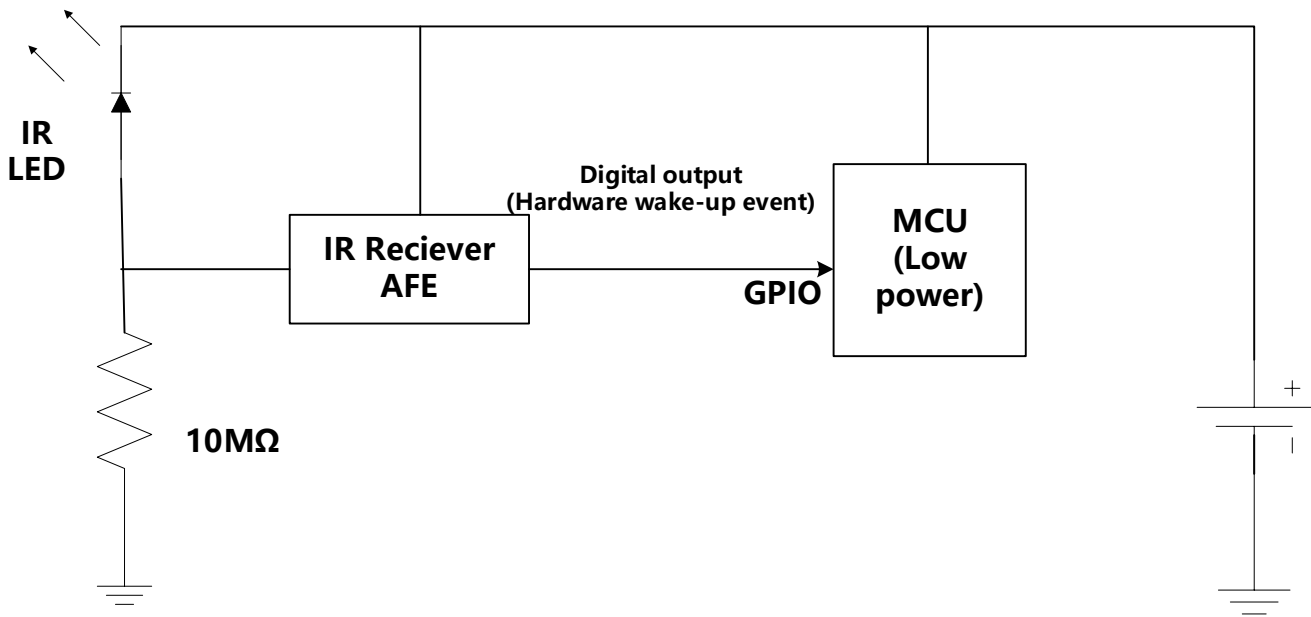 IR
LED
Digital output
(Hardware wake-up event)
IR Reciever
AFE
GPIO
MCU
(Low
power)
10MΩ
+
−